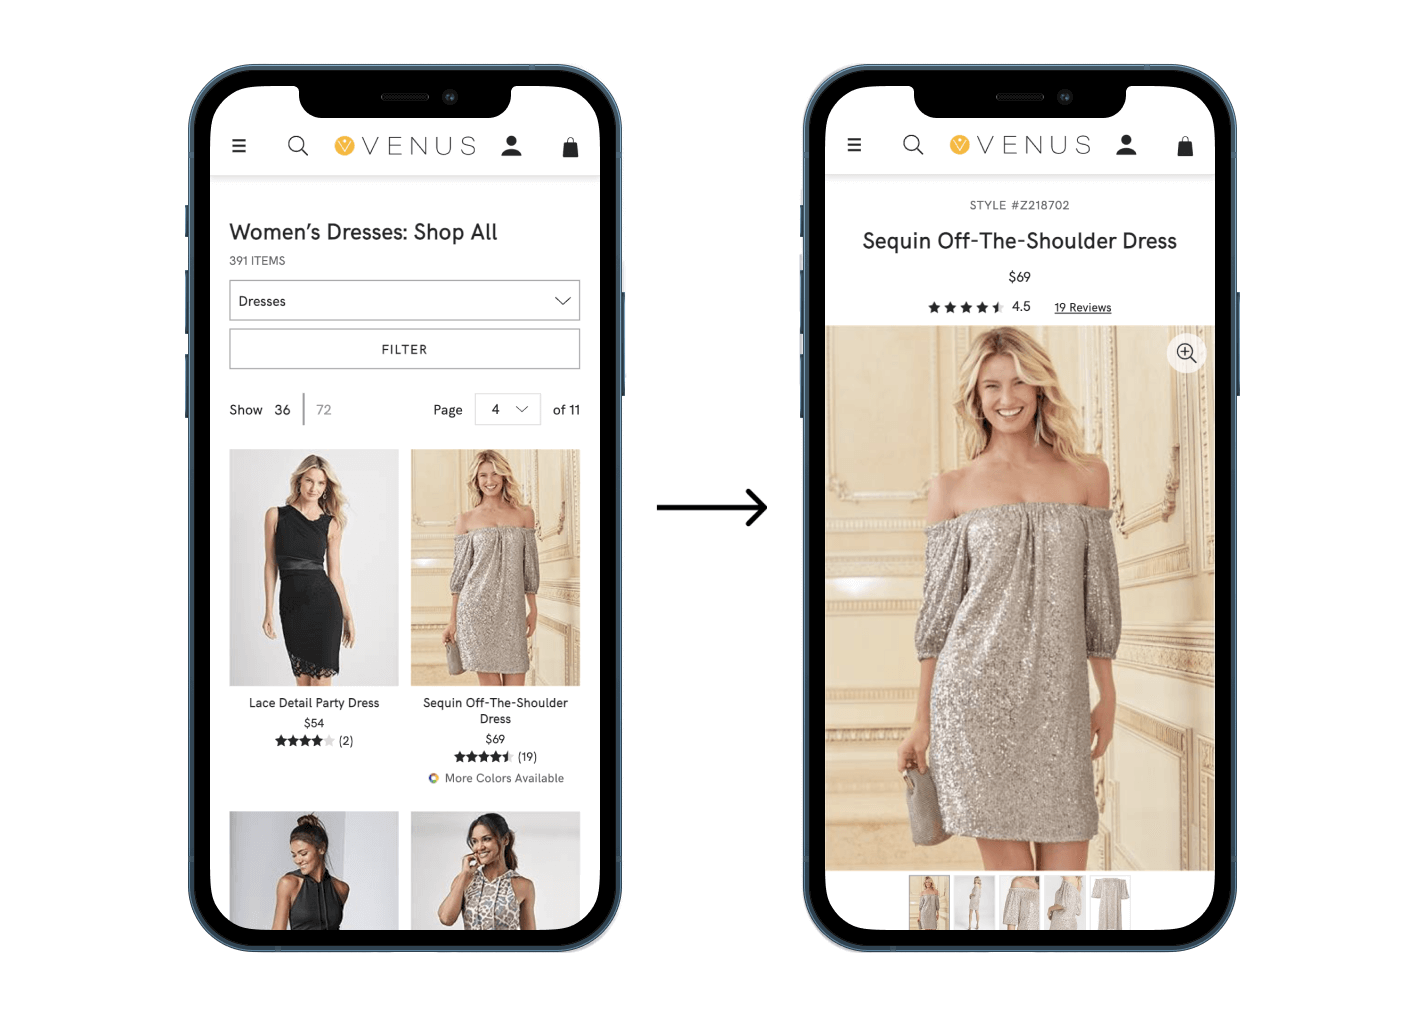 VENUS
Women’s Dresses: Shop All
391 ITEMS
Dresses
FILTER
Show 36 72 Page 4 of 11
Lace Detail Party Dress
$54
(2)
Sequin Off-The-Shoulder
Dress
$69
(19)
More Colors Available
VENUS
STYLE #Z218702
Sequin Off-The-Shoulder Dress
$69
4.5 19 Reviews